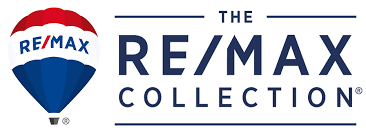 RE/MAX
®
THE
RE/MAX
COLLECTION®